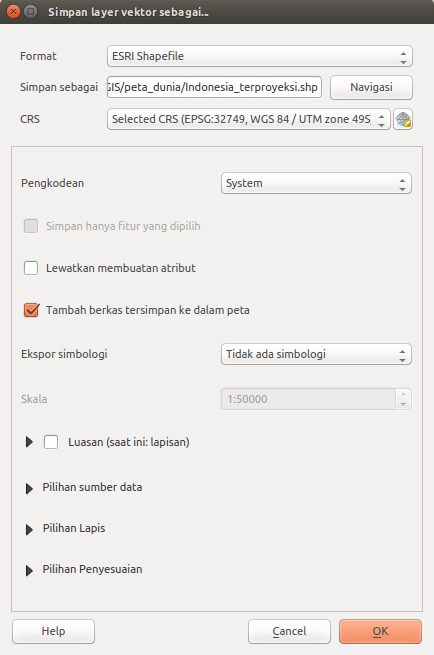 Simpan layer vektor sebagai...
Format ESRI Shapefile
Simpan sebagai GIS/peta_dunia/Indonesia_terproyeksi.shp Navigasi
CRS Selected CRS (EPSG:32749, WGS 84 / UTM zone 49S
Pengkodean System
Simpan hanya fitur yang dipilih
Lewatkan membuatan atribut
Tambah berkas tersimpan ke dalam peta
Ekspor simbologi Tidak ada simbologi
Skala 1:50000
Luasan (saat ini: lapisan)
Pilihan sumber data
Pilihan Lapis
Pilihan Penyesuaian
Help Cancel OK